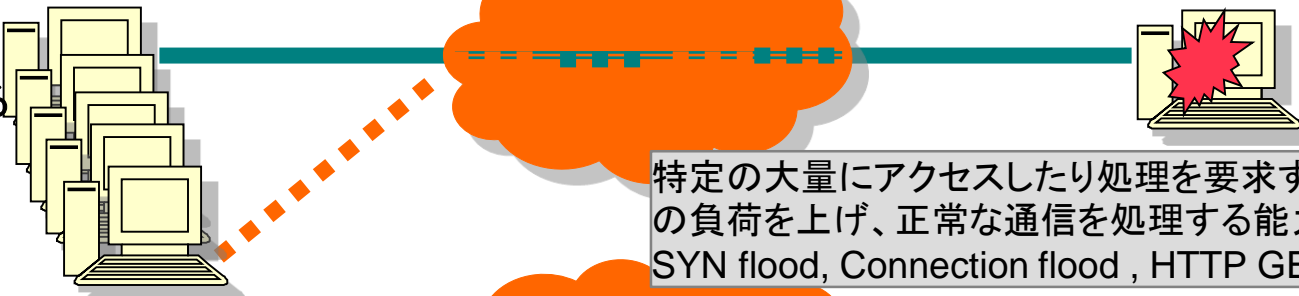 特定の大量にアクセスしたり処理を要求す
の負荷を上げ、正常な通信を処理する能
SYN flood, Connection flood , HTTP GE